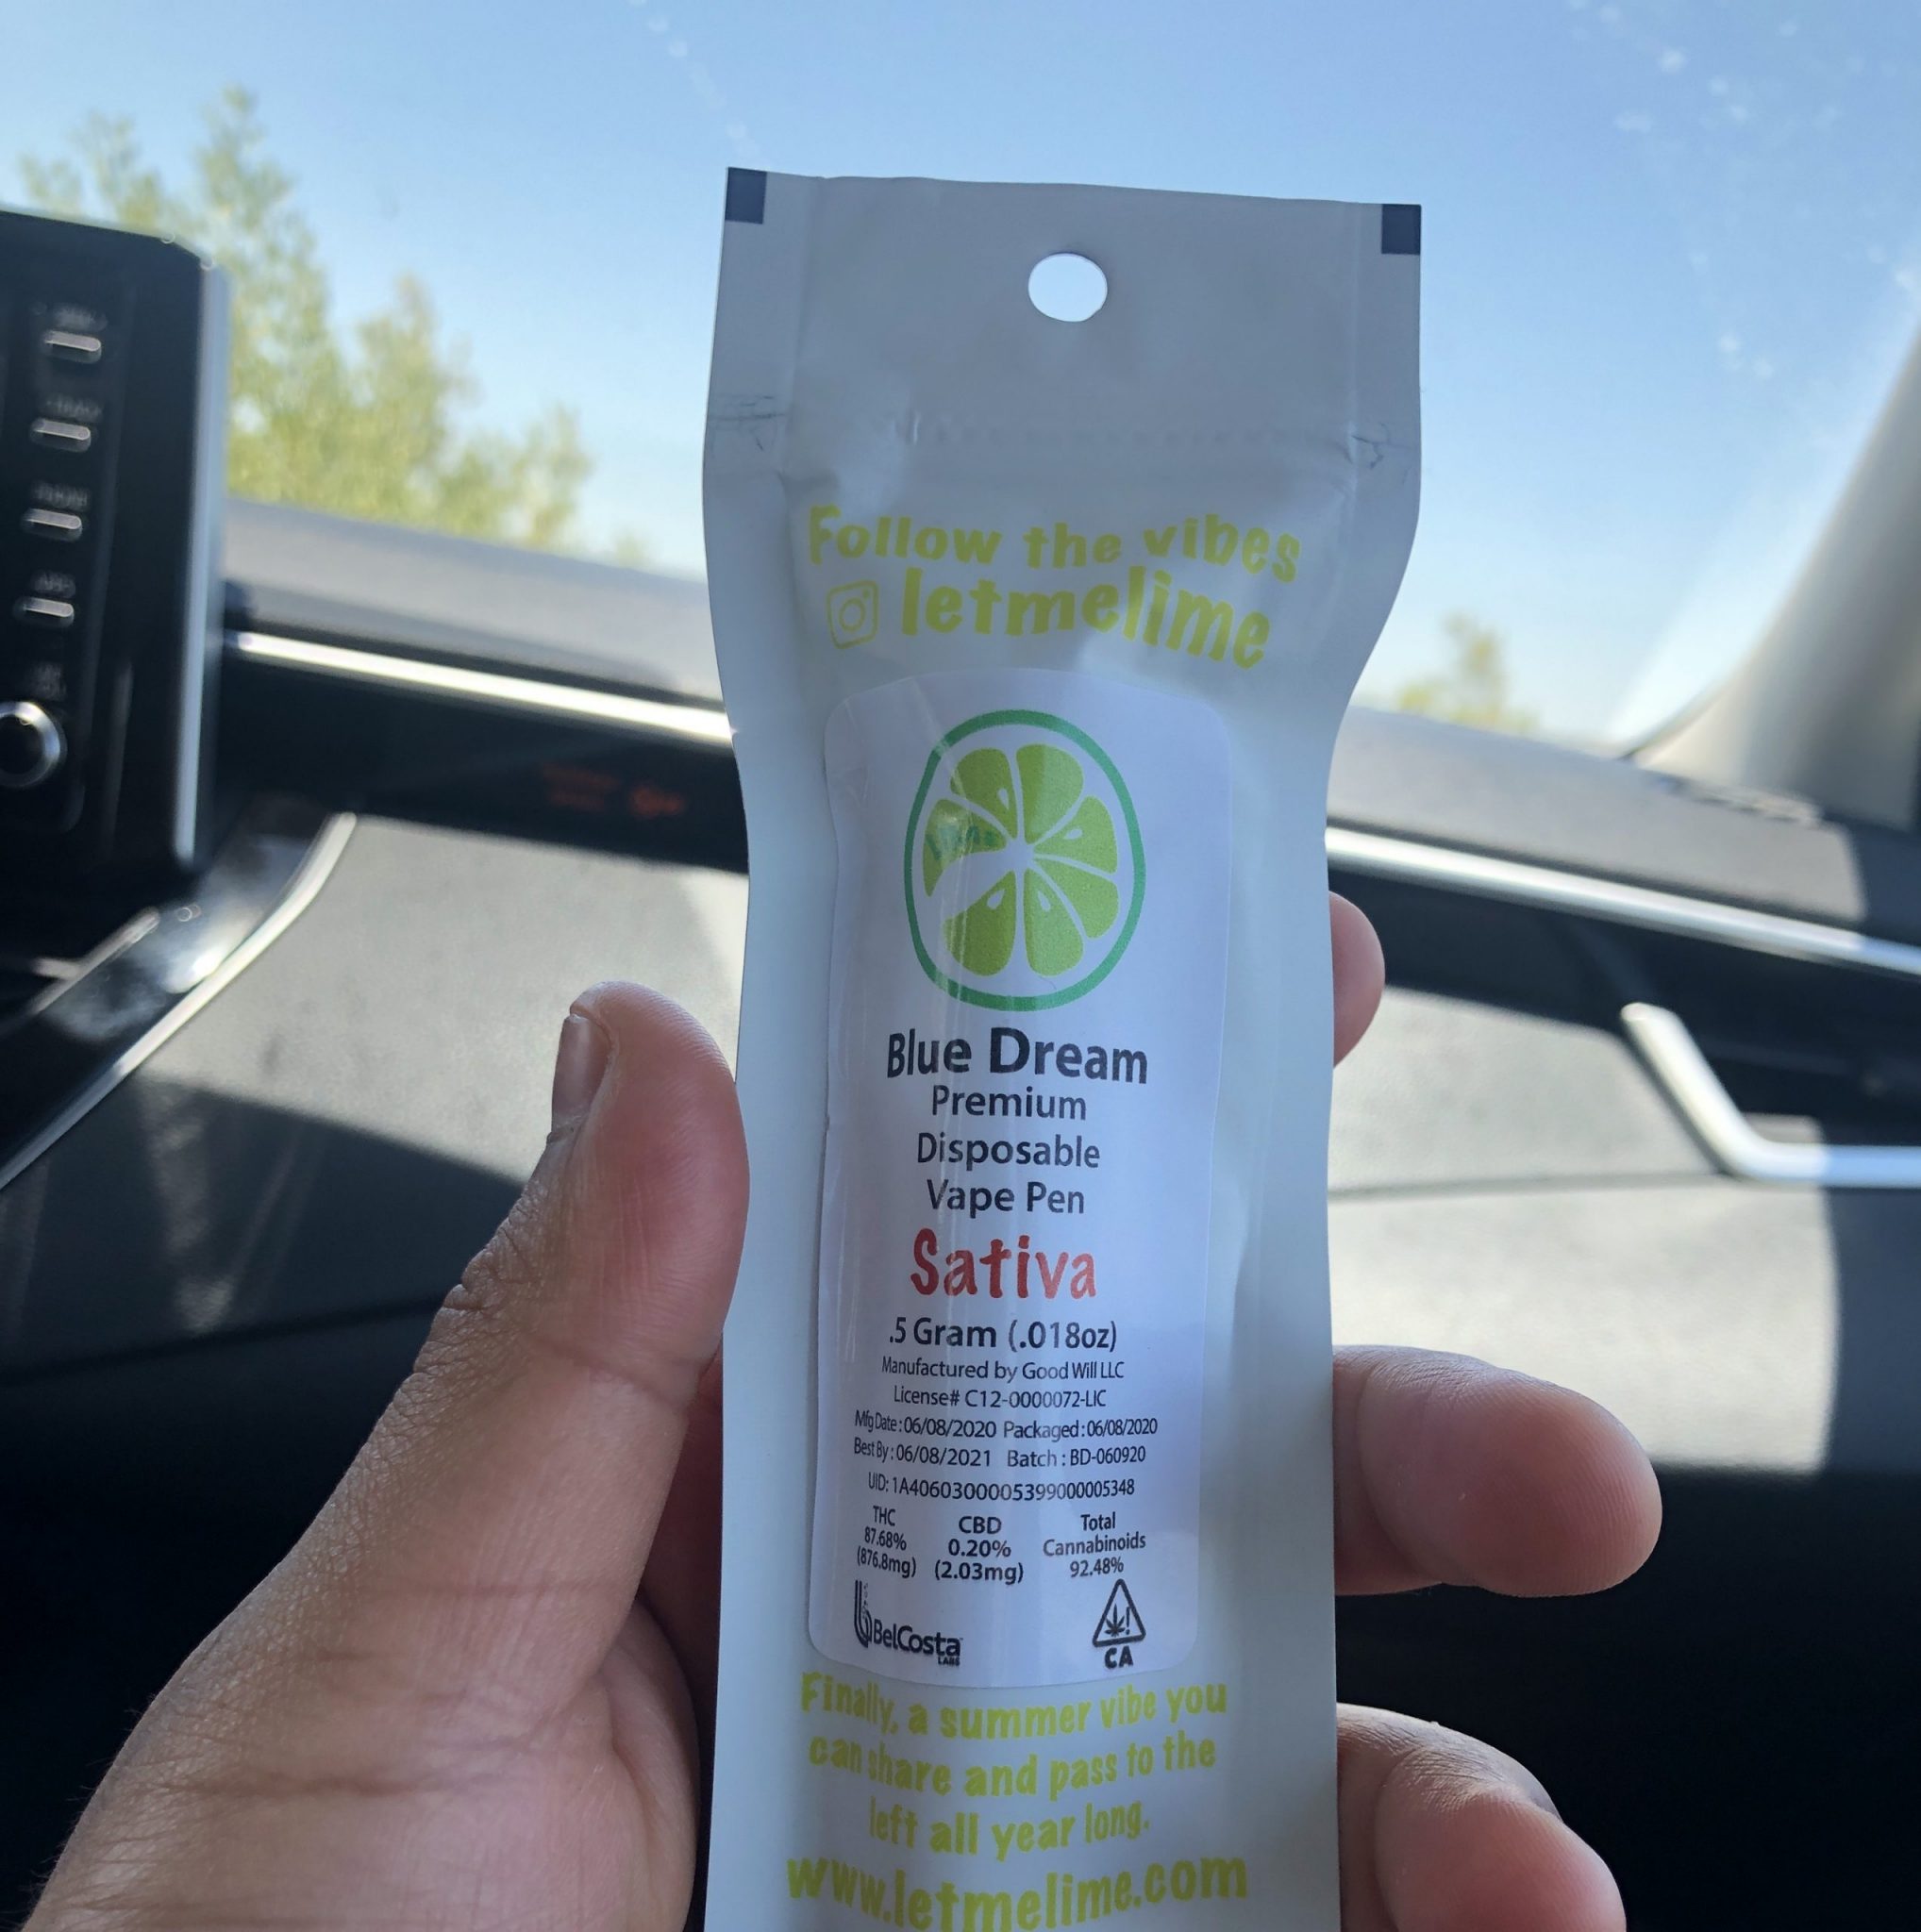 Follow the vibes
letmelime
LIME
Blue Dream
Premium
Disposable
Vape Pen
Sativa
.5 Gram (.018oz)
Manufactured by Good Will LLC
License# C12-0000072-LIC
Mfg Date : 06/08/2020 Packaged : 06/08/2020
Best By : 06/08/2021 Batch : BD-060920
UID: 1A4060300005399000005348
THC
87.68%
(876.8mg)
CBD
0.20%
(2.03mg)
Total
Cannabinoids
92.48%
BelCosta
LABS
CA
Finally, a summer vibe you
can share and pass to the
left all year long.
www.letmelime.com